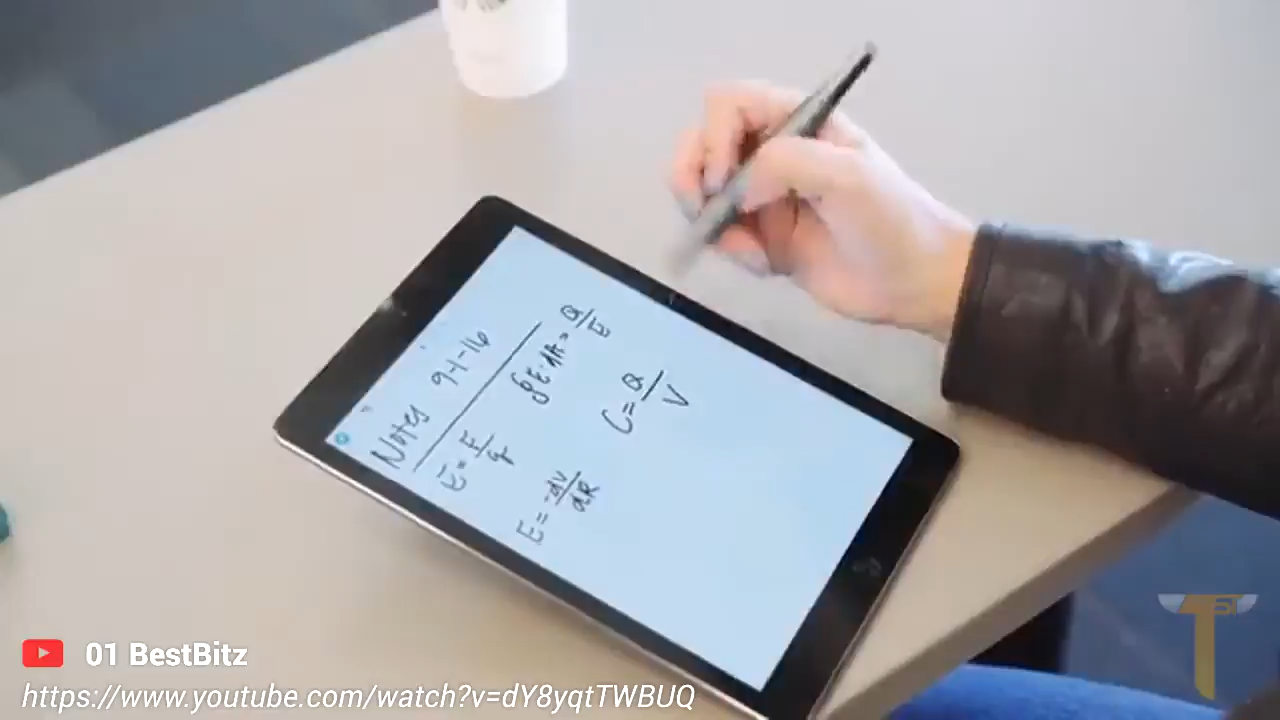 Notes 9-1-16
E = F/q
∮E·dA = Q/E
E = -dV/dR
C = Q/V
01 BestBitz
https://www.youtube.com/watch?v=dY8yqtTWBUQ